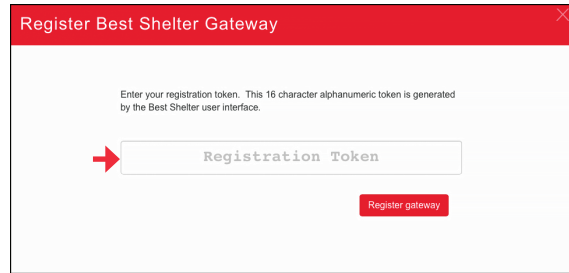 Register Best Shelter Gateway
Enter your registration token. This 16 character alphanumeric token is generated
by the Best Shelter user interface.
Registration Token
Register gateway